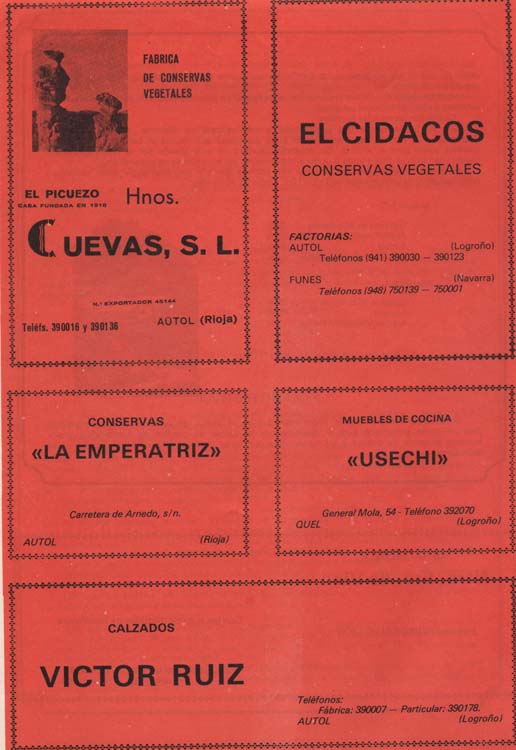 FABRICA
DE CONSERVAS
VEGETALES
EL PICUEZO
CASA FUNDADA EN 1916
Hnos.
CUEVAS, S. L.
N.º EXPORTADOR 45144
Teléfs. 390016 y 390136
AUTOL (Rioja)
EL CIDACOS
CONSERVAS VEGETALES
FACTORIAS:
AUTOL (Logroño)
Teléfonos (941) 390030 — 390123
FUNES (Navarra)
Teléfonos (948) 750139 — 750001
CONSERVAS
«LA EMPERATRIZ»
Carretera de Arnedo, s/n.
AUTOL (Rioja)
MUEBLES DE COCINA
«USECHI»
General Mola, 54 - Teléfono 392070
QUEL (Logroño)
CALZADOS
VICTOR RUIZ
Teléfonos:
Fábrica: 390007 — Particular: 390178.
AUTOL (Logroño)